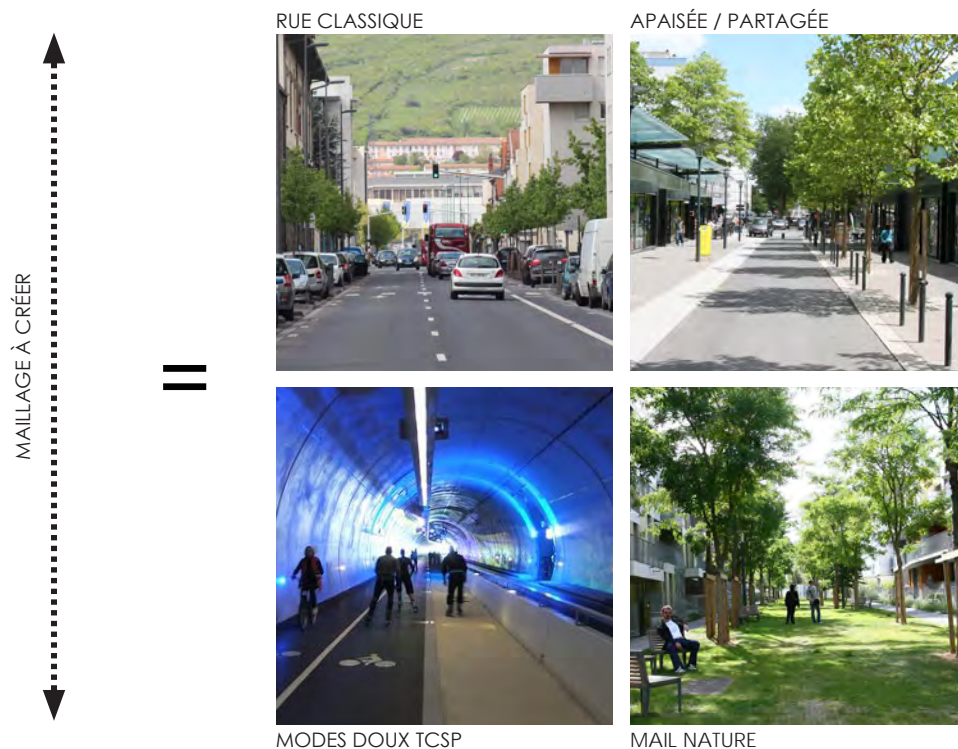 RUE CLASSIQUE
APAISÉE / PARTAGÉE
MAILLAGE À CRÉER
=
MODES DOUX TCSP
MAIL NATURE